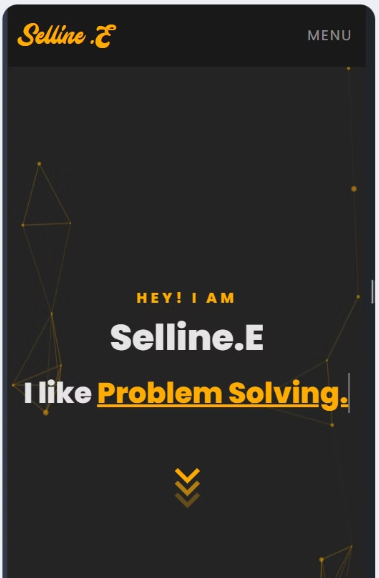 Selline .E
MENU
HEY! I AM
Selline.E
I like Problem Solving.